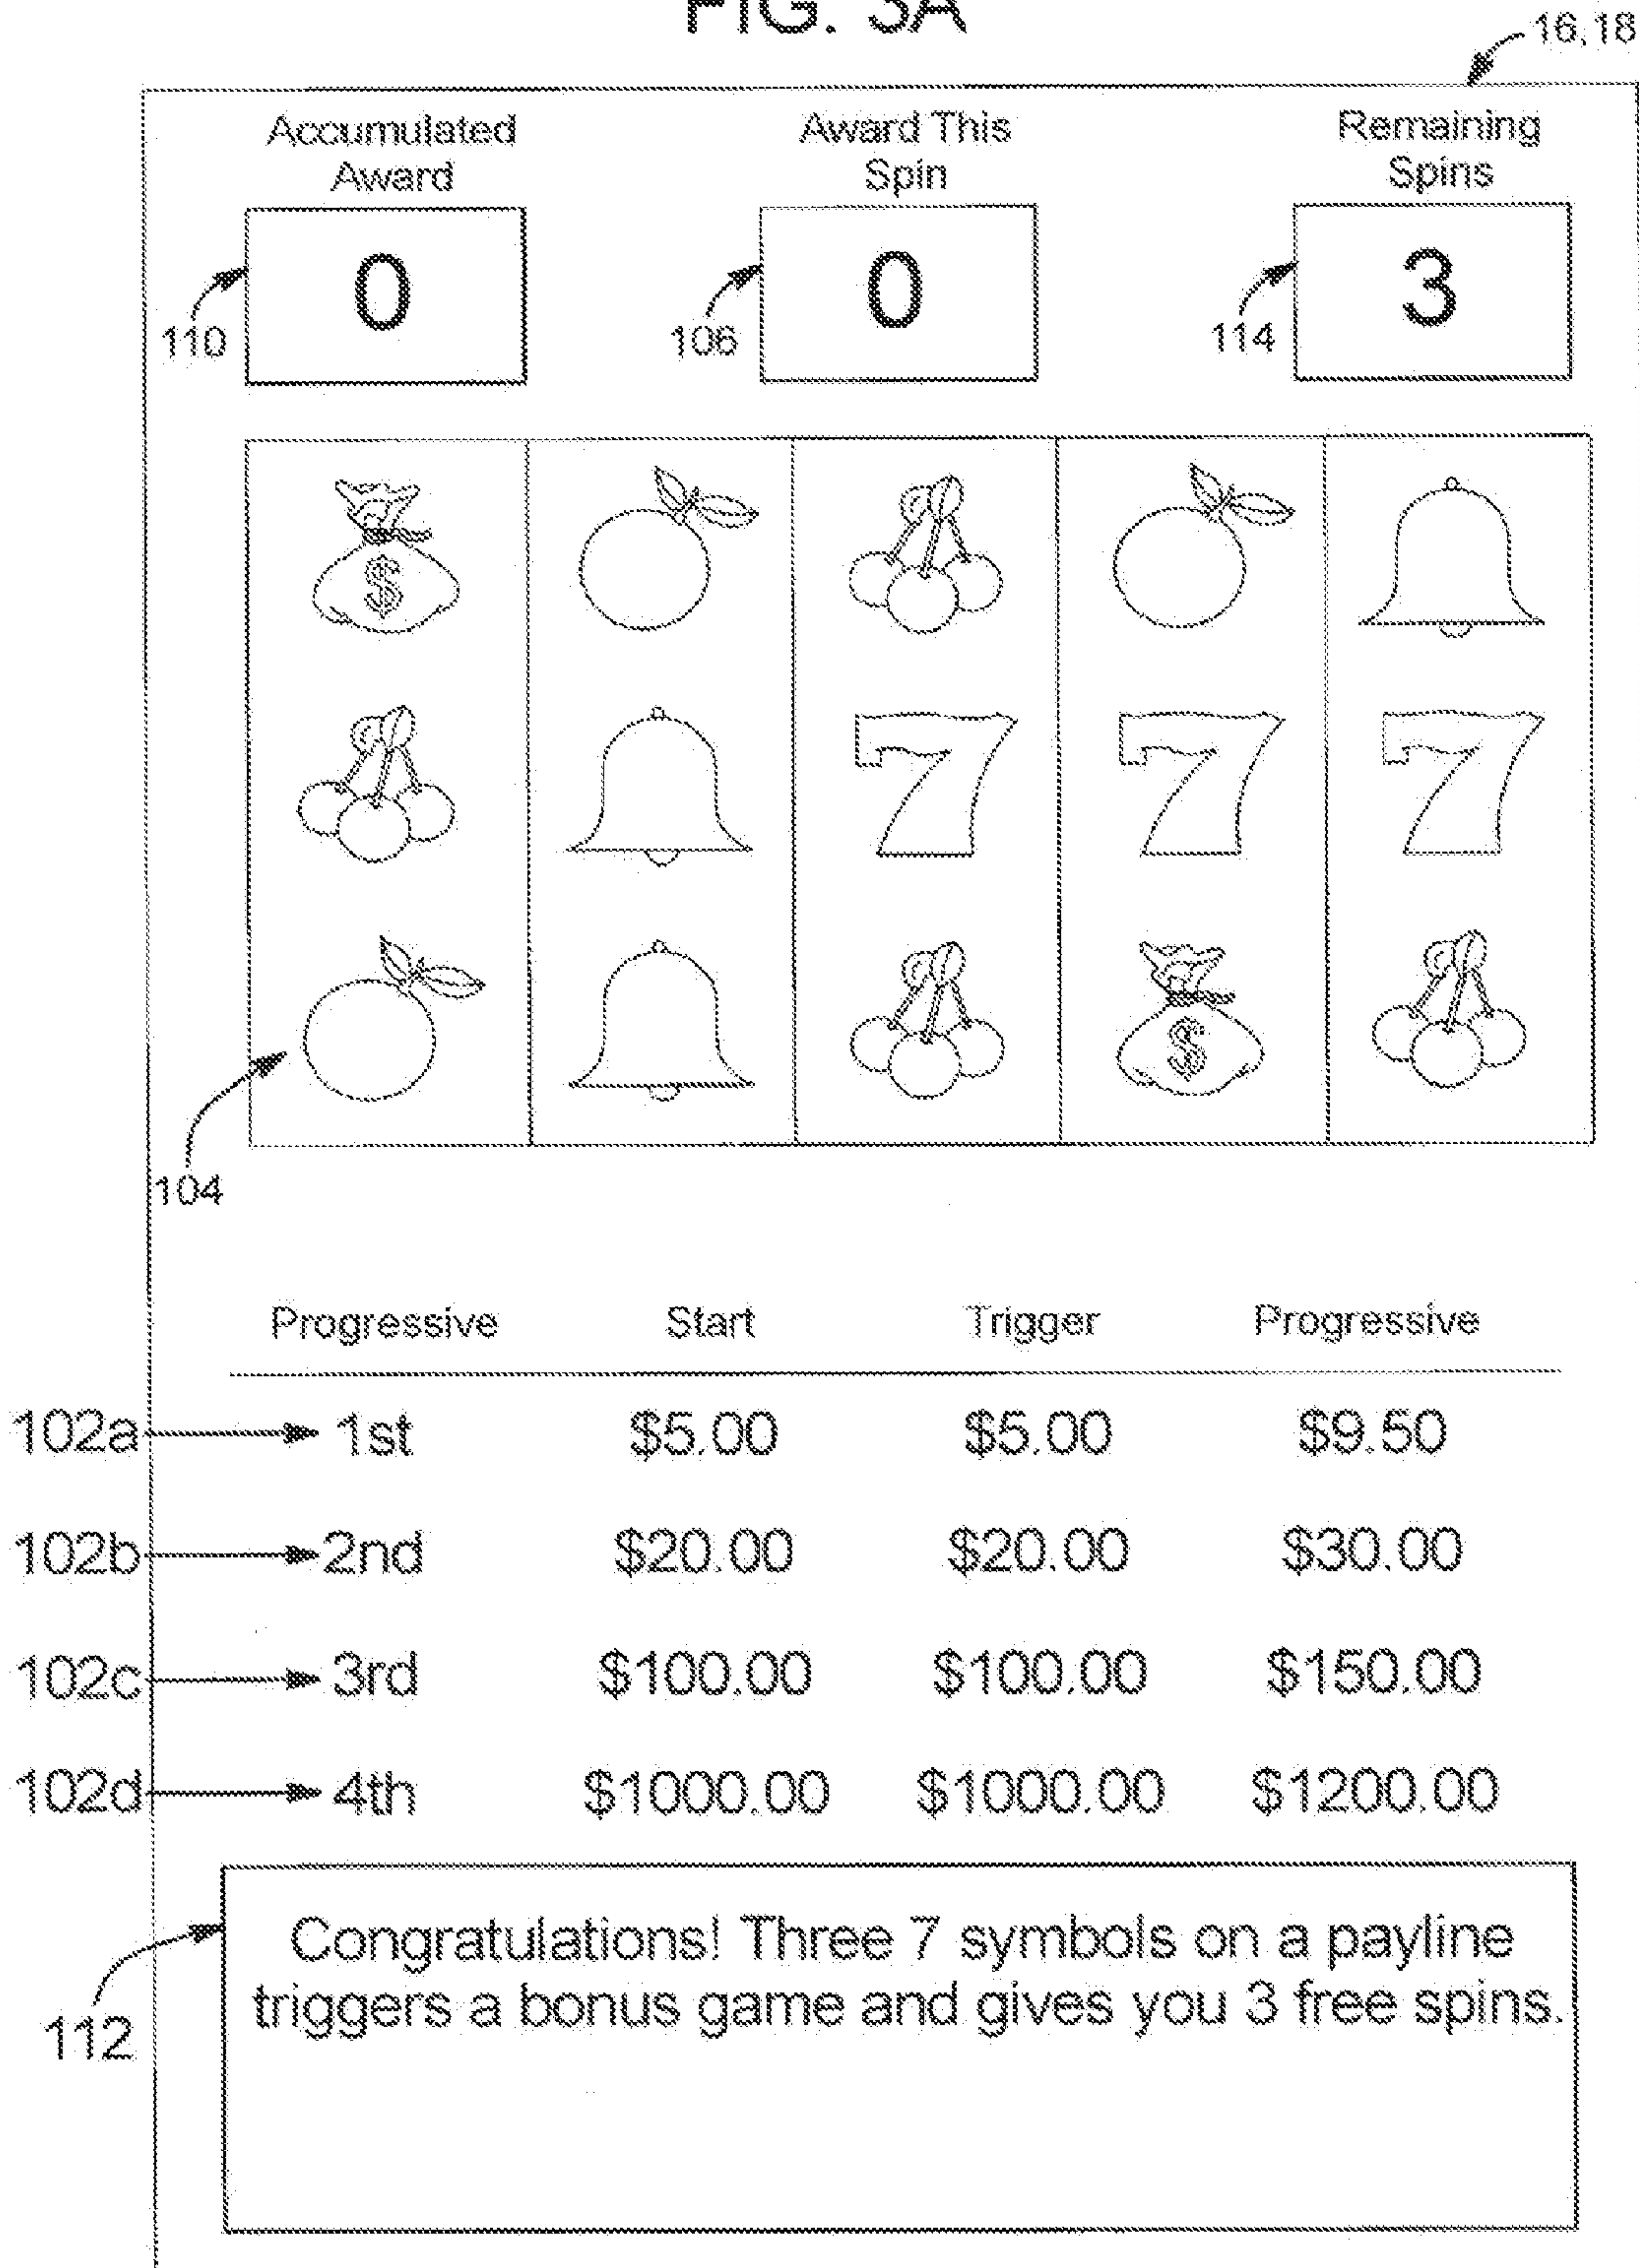 FIG. 3A
16,18
Accumulated Award This Remaining
Award Spin Spins
0 0 3
110 106 114
$
7 7 7
$
104
Progressive Start Trigger Progressive
102a 1st $5.00 $5.00 $9.50
102b 2nd $20.00 $20.00 $30.00
102c 3rd $100.00 $100.00 $150.00
102d 4th $1000.00 $1000.00 $1200.00
Congratulations! Three 7 symbols on a payline
triggers a bonus game and gives you 3 free spins.
112